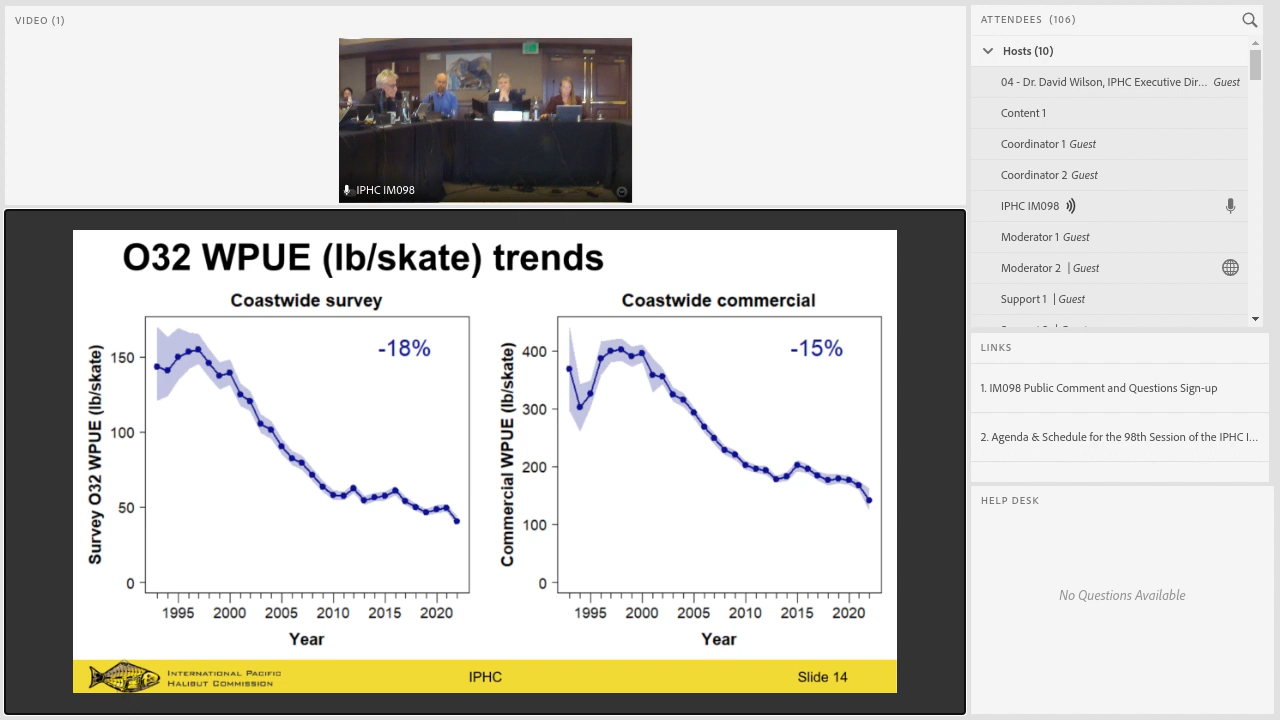 VIDEO (1)
IPHC IM098
O32 WPUE (lb/skate) trends
Coastwide survey
-18%
Survey O32 WPUE (lb/skate)
150
100
50
0
1995 2000 2005 2010 2015 2020
Year
Coastwide commercial
-15%
Commercial WPUE (lb/skate)
400
300
200
100
0
1995 2000 2005 2010 2015 2020
Year
INTERNATIONAL PACIFIC
HALIBUT COMMISSION
IPHC
Slide 14
ATTENDEES (106)
Hosts (10)
04 - Dr. David Wilson, IPHC Executive Dir... Guest
Content 1
Coordinator 1 Guest
Coordinator 2 Guest
IPHC IM098
Moderator 1 Guest
Moderator 2 | Guest
Support 1 | Guest
LINKS
1. IM098 Public Comment and Questions Sign-up
2. Agenda & Schedule for the 98th Session of the IPHC I...
HELP DESK
No Questions Available